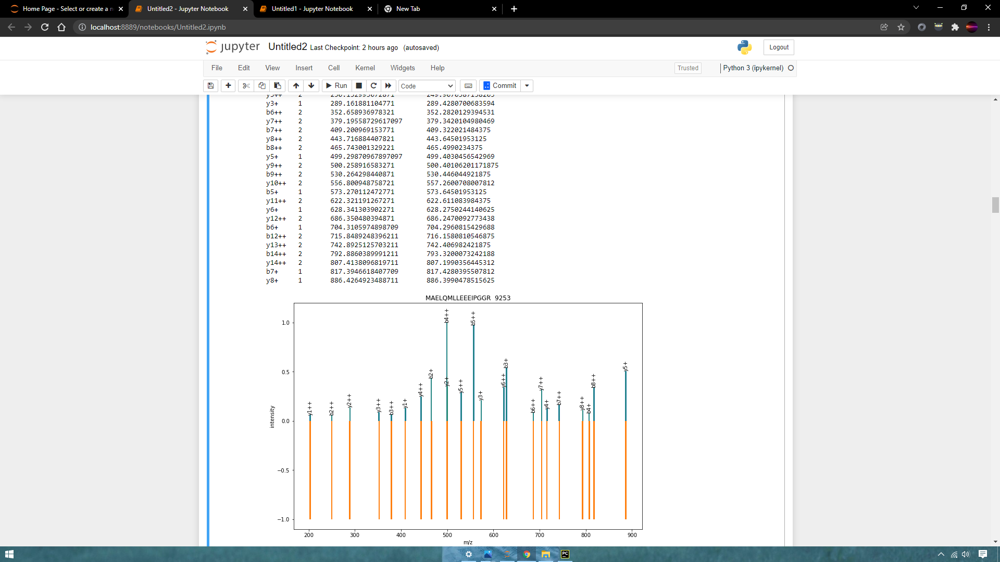 Home Page - Select or create a n
Untitled2 - Jupyter Notebook
Untitled1 - Jupyter Notebook
New Tab
localhost:8889/notebooks/Untitled2.ipynb
jupyter Untitled2 Last Checkpoint: 2 hours ago (autosaved)
Logout
File Edit View Insert Cell Kernel Widgets Help
Trusted
Python 3 (ipykernel)
Run
Code
Commit
y3+ 1 289.161881104771 289.4280700683594
b6++ 2 352.658936978321 352.2820129394531
y7++ 2 379.19558729617097 379.3420104980469
b7++ 2 409.200969153771 409.322021484375
y8++ 2 443.716884407821 443.64501953125
b8++ 2 465.743001329221 465.4990234375
y5+ 1 499.29870967897097 499.4030456542969
y9++ 2 500.258916583271 500.40106201171875
b9++ 2 530.264298440871 530.446044921875
y10++ 2 556.800948758721 557.2600708007812
b5+ 1 573.270112472771 573.64501953125
y11++ 2 622.321191267271 622.611083984375
y6+ 1 628.341303902271 628.2750244140625
y12++ 2 686.350480394871 686.2470092773438
b6+ 1 704.3105974898709 704.2960815429688
b12++ 2 715.8489248396211 716.1580810546875
y13++ 2 742.8925125703211 742.406982421875
b14++ 2 792.8860389991211 793.3200073242188
y14++ 2 807.4138096819711 807.1990356445312
b7+ 1 817.3946618407709 817.4280395507812
y8+ 1 886.4264923488711 886.3990478515625
MAELQMLLEEEIPGGR 9253
1.0
0.5
0.0
−0.5
−1.0
intensity
y1++
b2++
y2++
y3++
b3++
y1+
y4++
b2+
b4++
y2+
y5++
b5++
y3+
y6++
b3+
b6++
y7++
y4+
b7++
y8++
b4+
b8++
y5+
200 300 400 500 600 700 800 900
m/z
PC